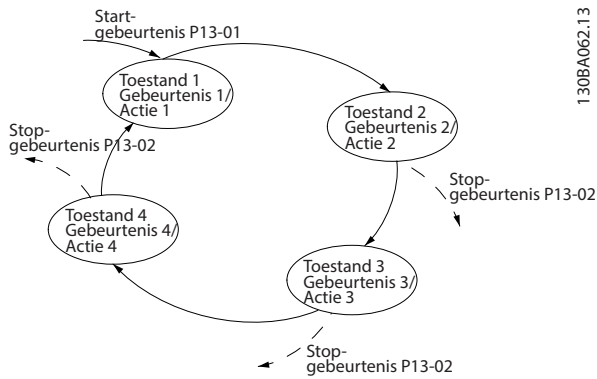 Start-
gebeurtenis P13-01
130BA062.13
Toestand 1
Gebeurtenis 1/
Actie 1
Toestand 2
Gebeurtenis 2/
Actie 2
Stop-
gebeurtenis P13-02
Stop-
gebeurtenis P13-02
Toestand 4
Gebeurtenis 4/
Actie 4
Toestand 3
Gebeurtenis 3/
Actie 3
Stop-
gebeurtenis P13-02